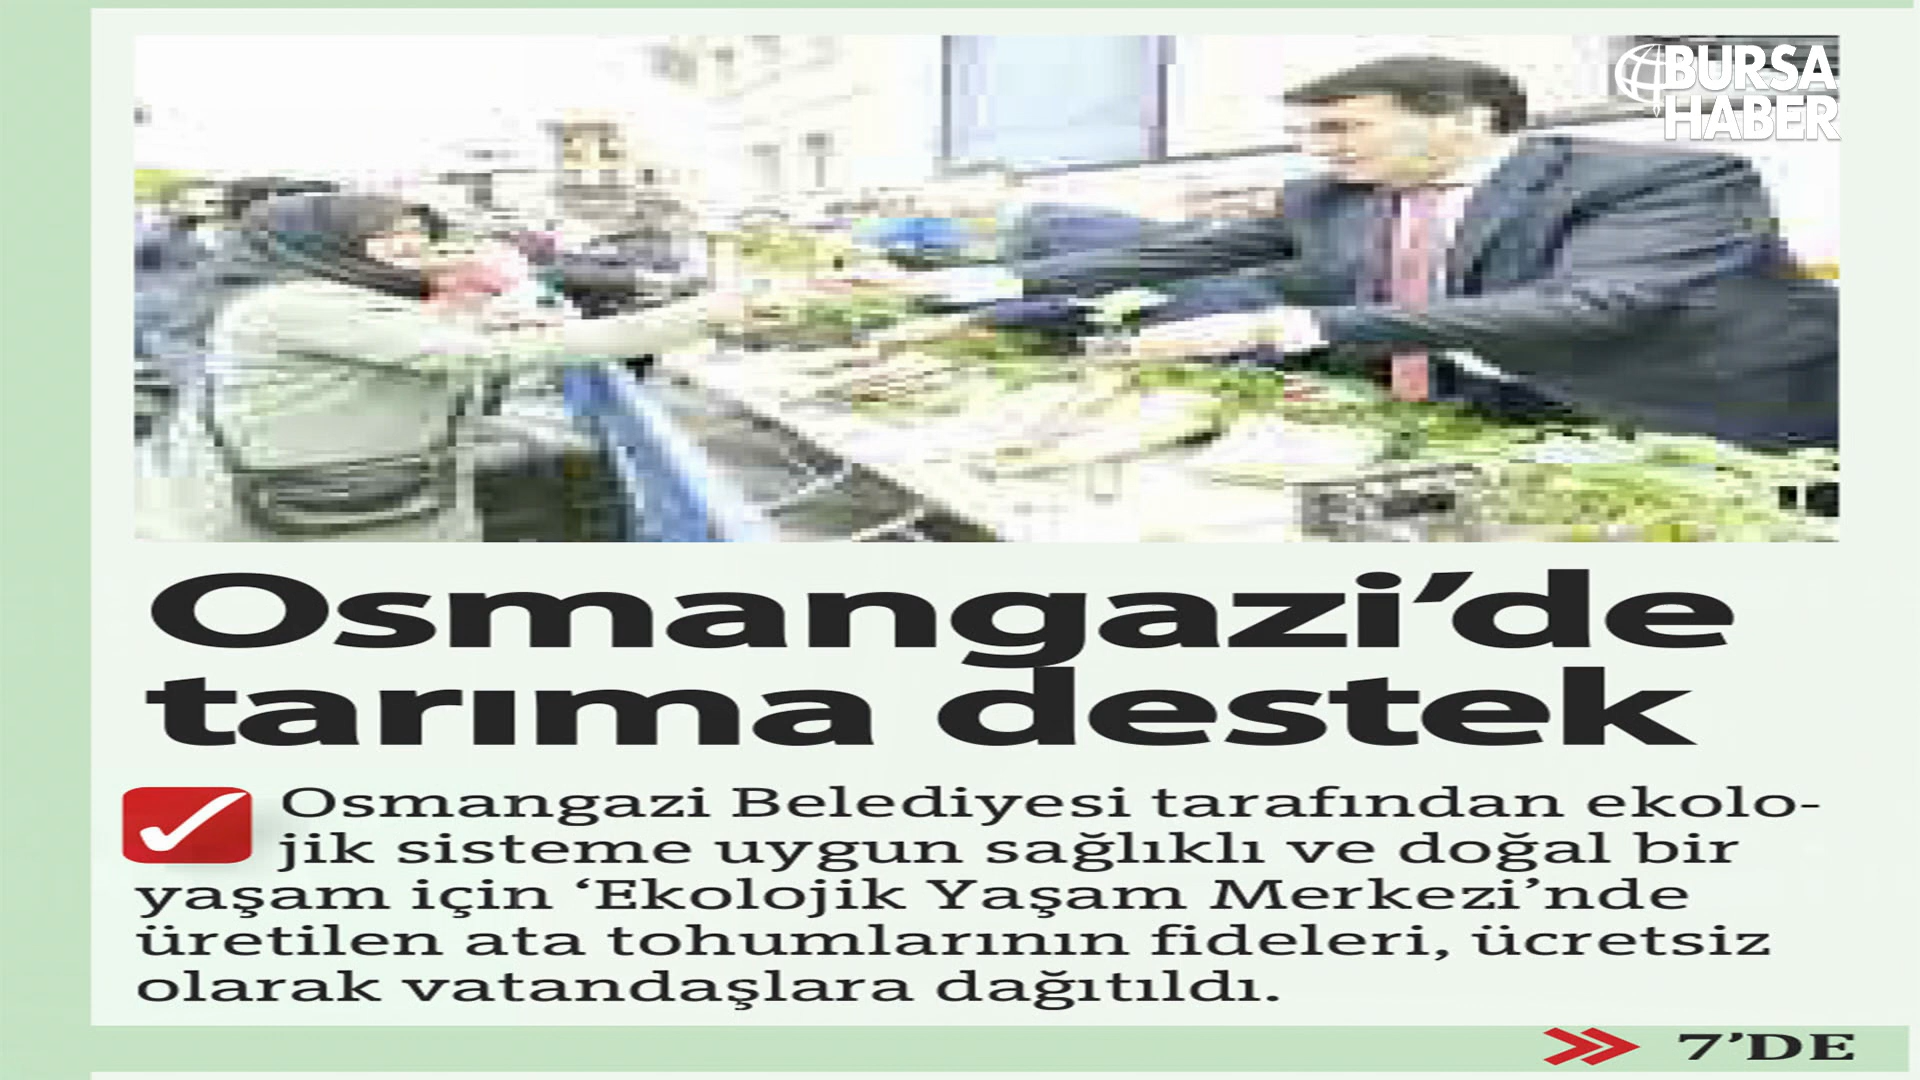 BURSA
HABER
Osmangazi’de
tarıma destek
Osmangazi Belediyesi tarafından ekolo-
jik sisteme uygun sağlıklı ve doğal bir
yaşam için ‘Ekolojik Yaşam Merkezi’nde
üretilen ata tohumlarının fideleri, ücretsiz
olarak vatandaşlara dağıtıldı.
7’DE